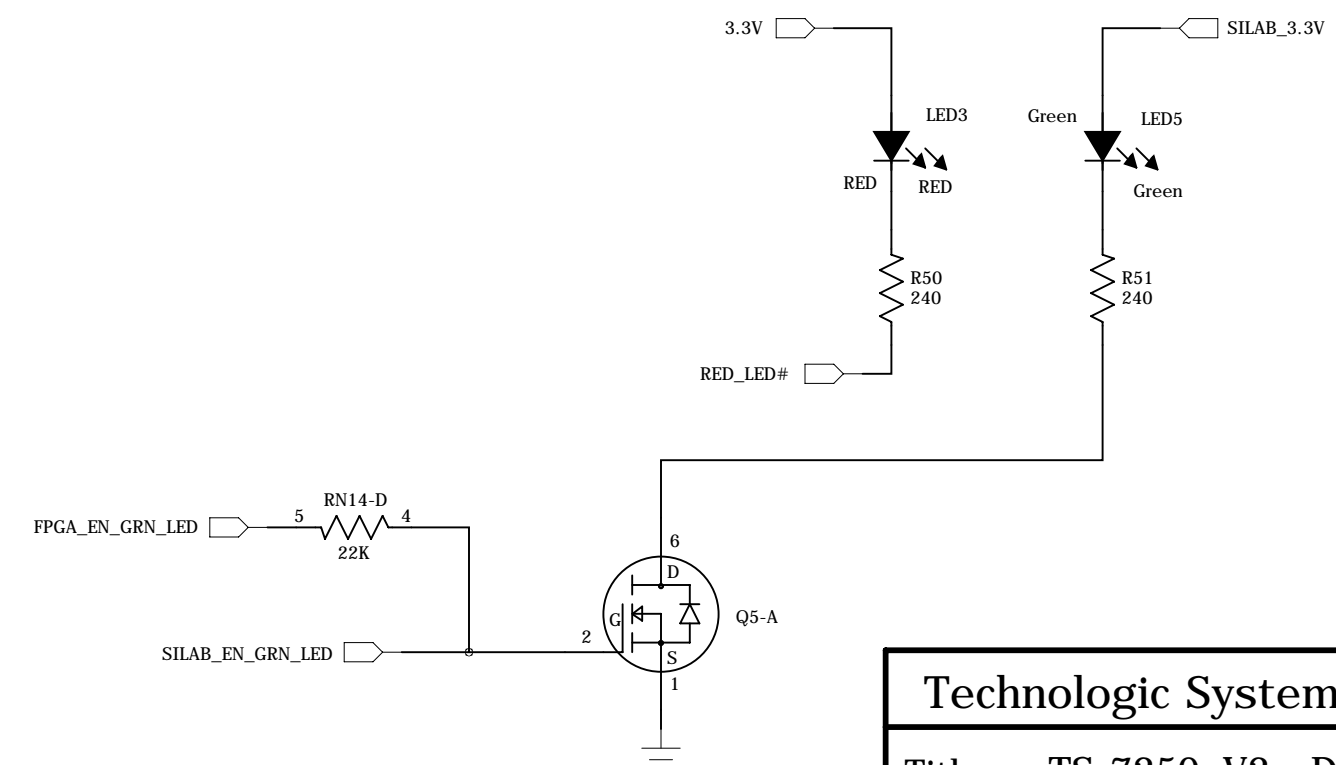 3.3V
SILAB_3.3V
LED3
Green
LED5
RED
RED
Green
R50
240
R51
240
RED_LED#
RN14-D
FPGA_EN_GRN_LED
5
4
22K
6
D
G
Q5-A
2
SILAB_EN_GRN_LED
S
1
Technologic System